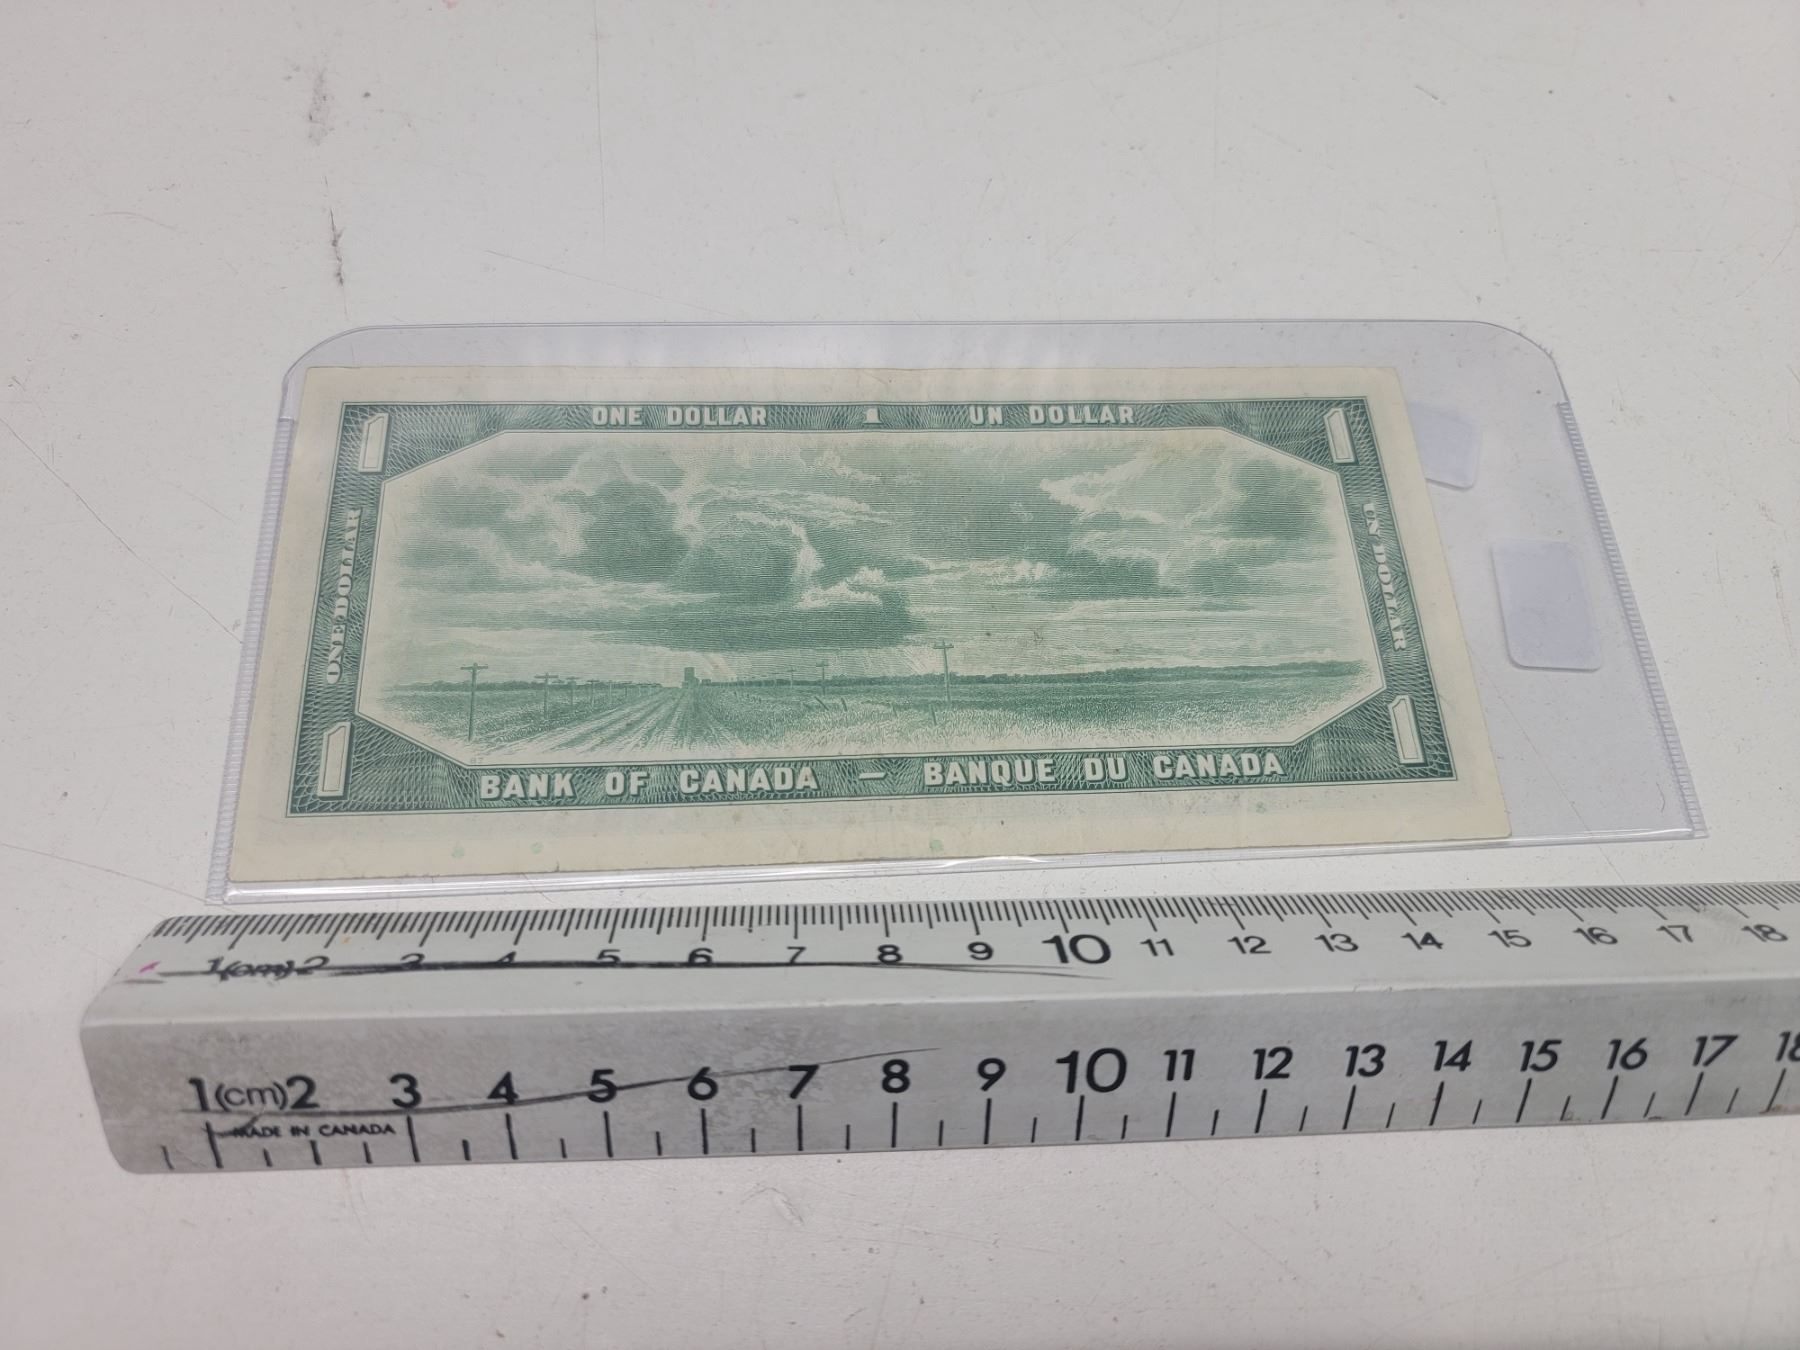 ONE DOLLAR 1 UN DOLLAR
1 1
ONE DOLLAR
UN DOLLAR
1 1
BANK OF CANADA — BANQUE DU CANADA
1(cm) 2 3 4 5 6 7 8 9 10 11 12 13 14 15 16 17 18
1(cm) 2 3 4 5 6 7 8 9 10 11 12 13 14 15 16 17 18
MADE IN CANADA